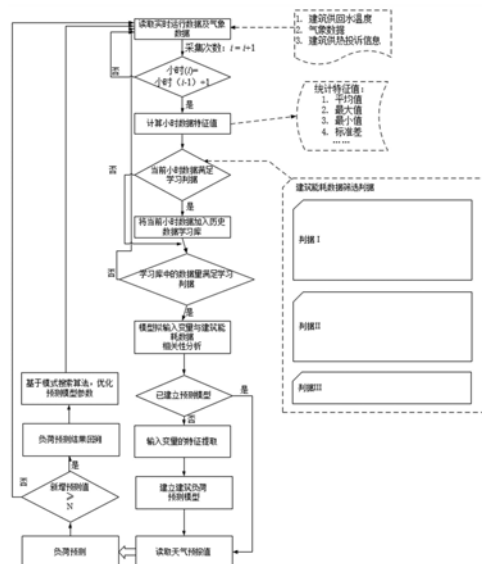 读取实时运行数据及气象
数据
1. 建筑供回水温度
2. 气象数据
3. 建筑供热投诉信息
采集次数：i = i+1
否
小时(i)=
小时 (i-1) +1
是
统计特征值：
1. 平均值
2. 最大值
3. 最小值
4. 标准差
……
计算小时数据特征值
否
当前小时数据满足
学习判据
是
建筑能耗数据筛选判据
判据 I
判据II
判据III
将当前小时数据加入历史
数据学习库
否
学习库中的数据量满足学习
判据
是
模型拟输入变量与建筑能
耗数据
相关性分析
基于模式搜索算法，优化
预测模型参数
已建立预测模型
是
否
负荷预测结果回溯
输入变量的特征提取
是
否
新增预测值
≥
N
建立建筑负荷
预测模型
负荷预测
读取天气预报值